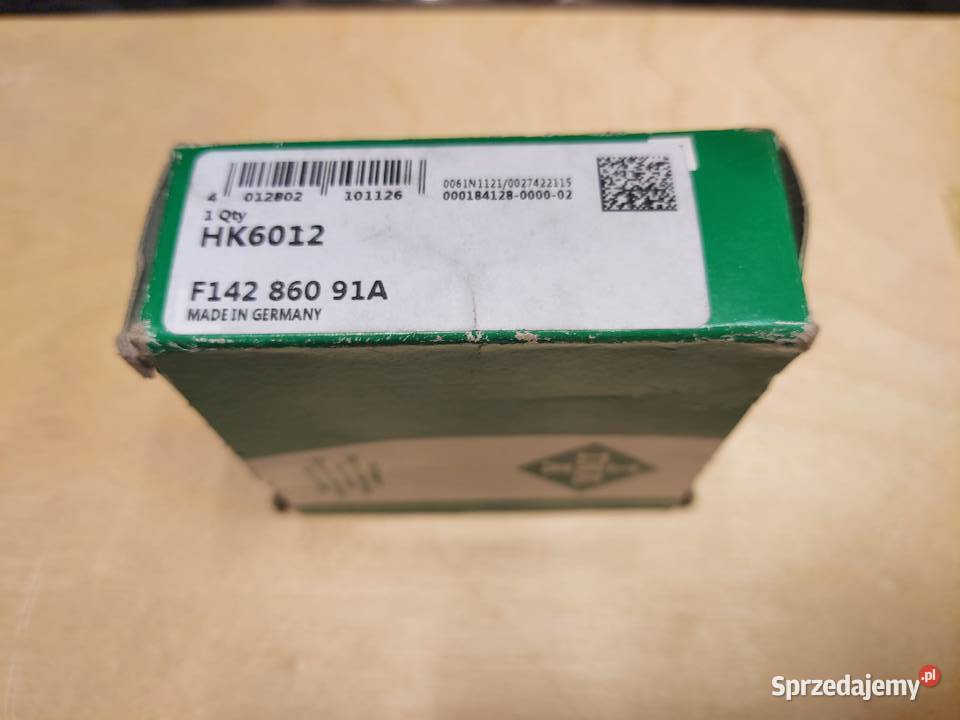 4 012802 101126
0061N1121/0027422115
000184128-0000-02
1 Qty
HK6012
F142 860 91A
MADE IN GERMANY
Sprzedajemy.pl